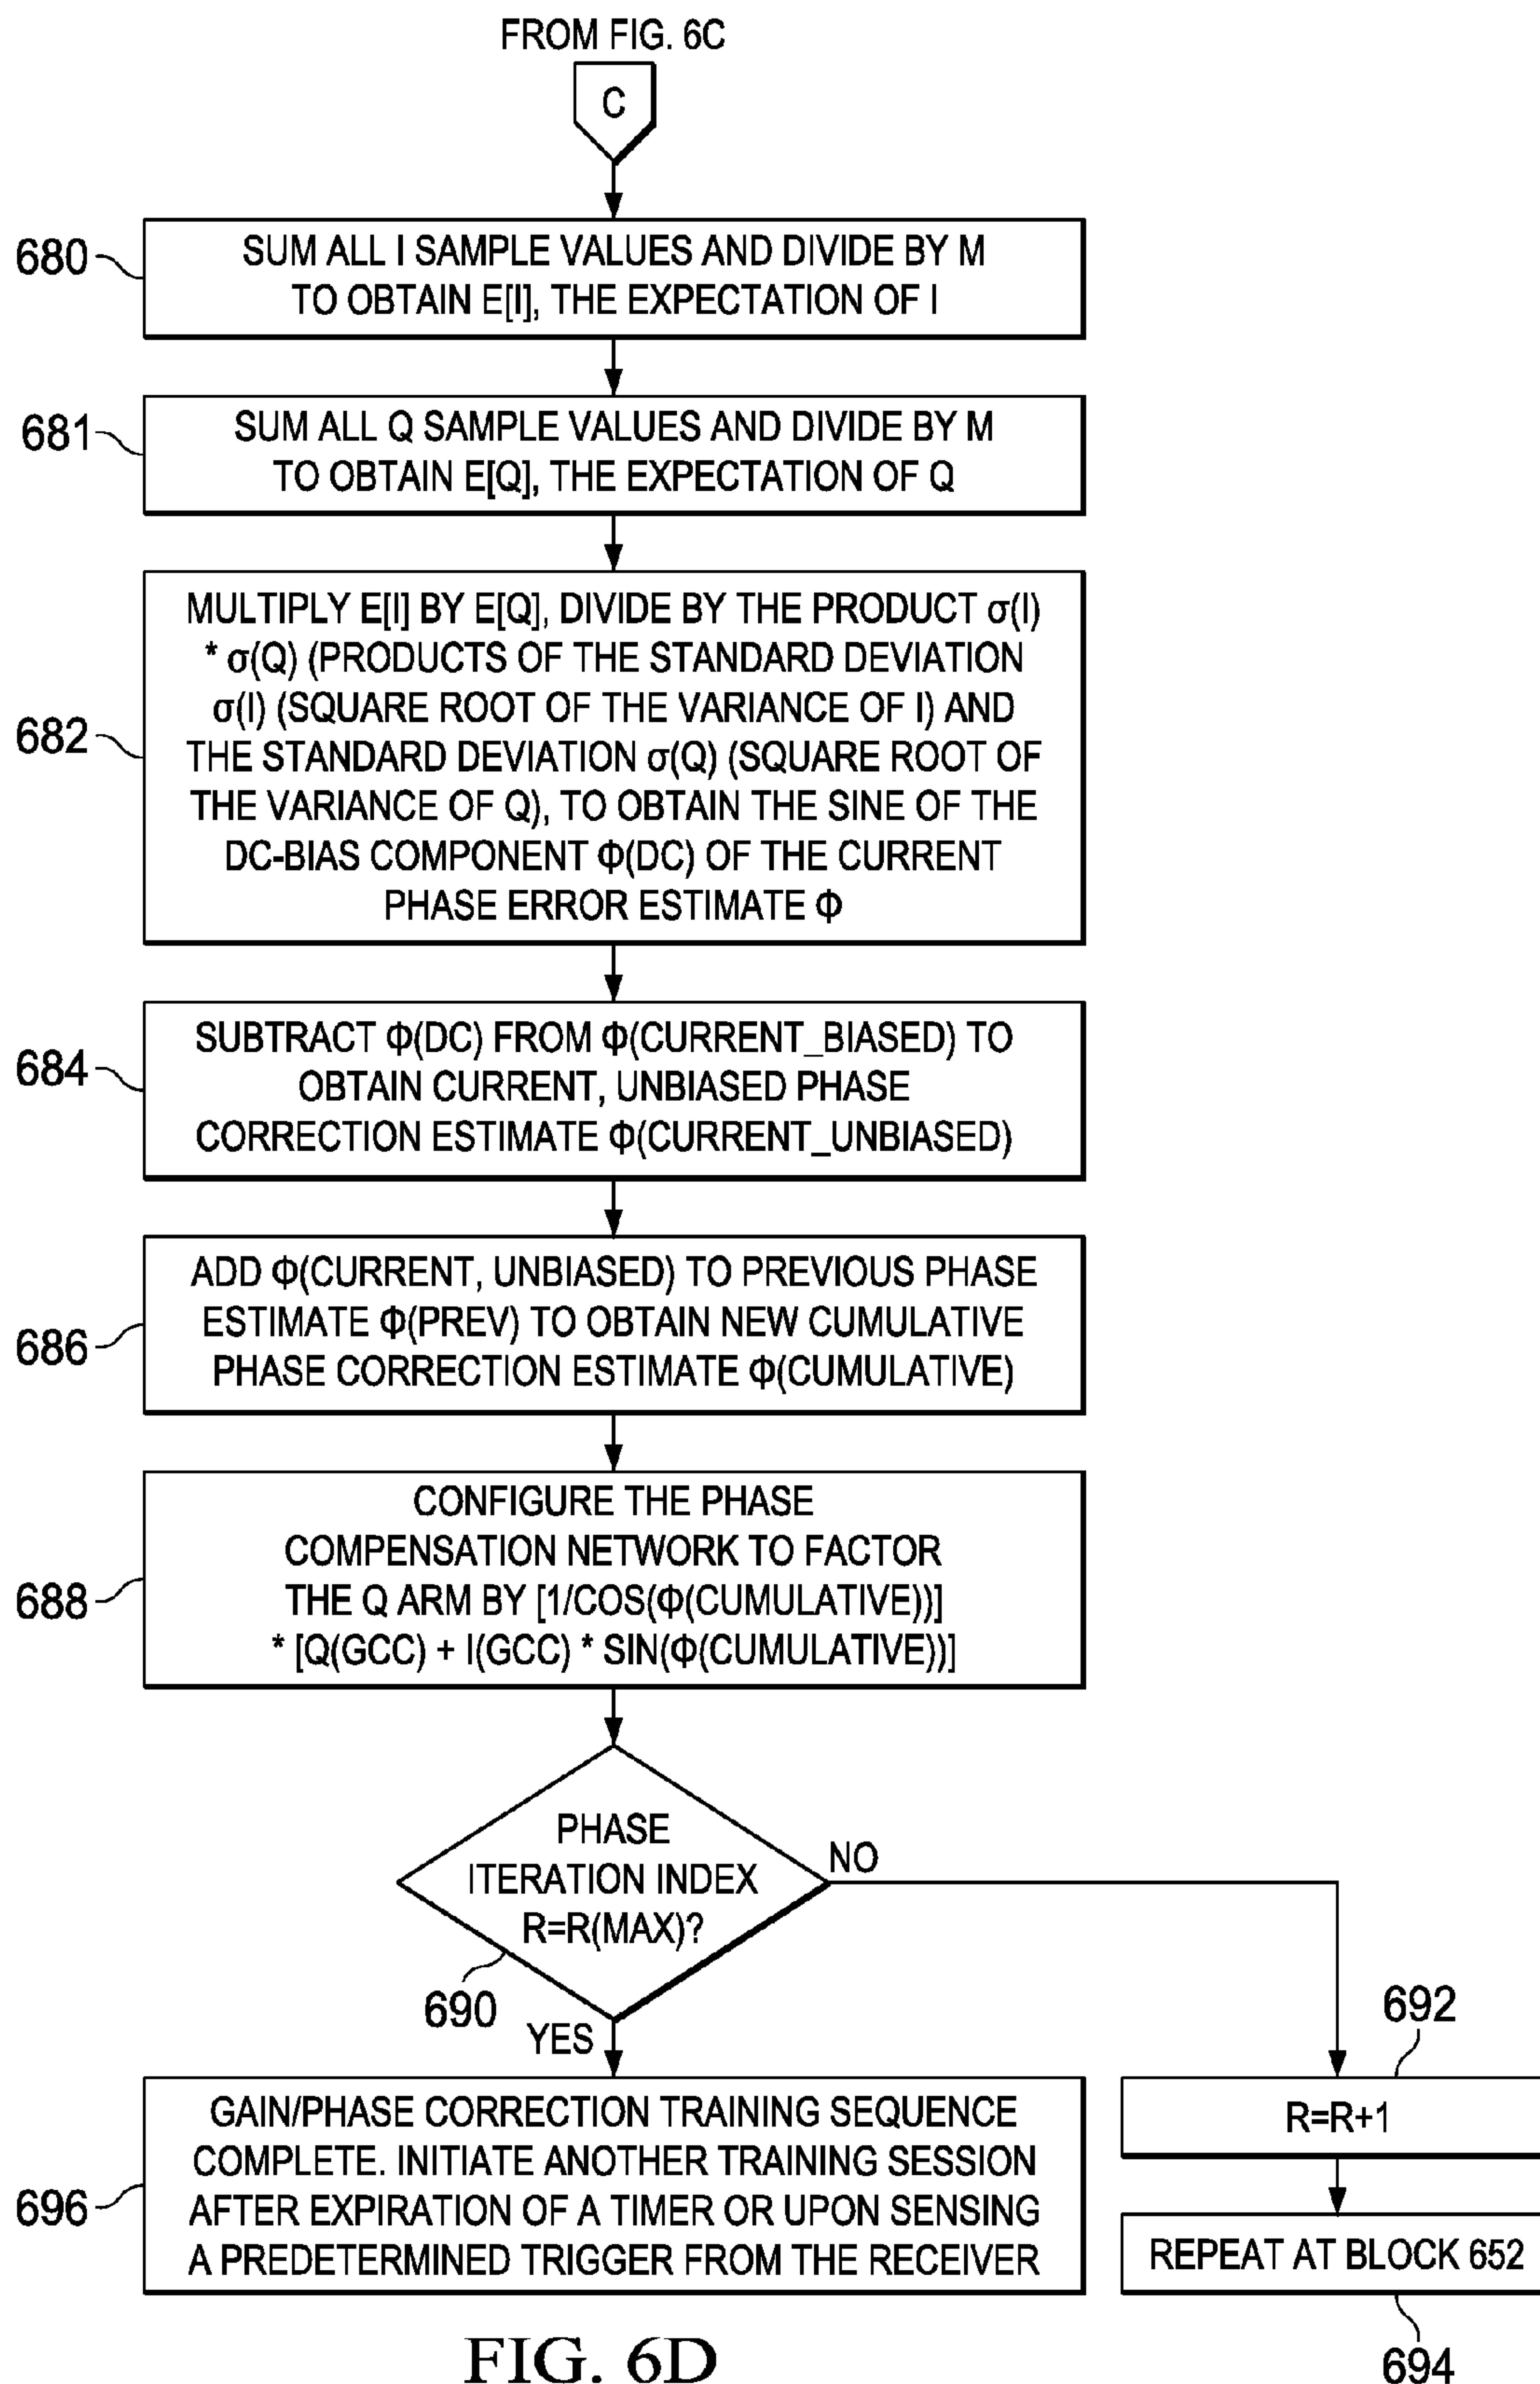 FROM FIG. 6C
C
680
SUM ALL I SAMPLE VALUES AND DIVIDE BY M
TO OBTAIN E[I], THE EXPECTATION OF I
681
SUM ALL Q SAMPLE VALUES AND DIVIDE BY M
TO OBTAIN E[Q], THE EXPECTATION OF Q
682
MULTIPLY E[I] BY E[Q], DIVIDE BY THE PRODUCT σ(I)
* σ(Q) (PRODUCTS OF THE STANDARD DEVIATION
σ(I) (SQUARE ROOT OF THE VARIANCE OF I) AND
THE STANDARD DEVIATION σ(Q) (SQUARE ROOT OF
THE VARIANCE OF Q), TO OBTAIN THE SINE OF THE
DC-BIAS COMPONENT Φ(DC) OF THE CURRENT
PHASE ERROR ESTIMATE Φ
684
SUBTRACT Φ(DC) FROM Φ(CURRENT_BIASED) TO
OBTAIN CURRENT, UNBIASED PHASE
CORRECTION ESTIMATE Φ(CURRENT_UNBIASED)
686
ADD Φ(CURRENT, UNBIASED) TO PREVIOUS PHASE
ESTIMATE Φ(PREV) TO OBTAIN NEW CUMULATIVE
PHASE CORRECTION ESTIMATE Φ(CUMULATIVE)
688
CONFIGURE THE PHASE
COMPENSATION NETWORK TO FACTOR
THE Q ARM BY [1/COS(Φ(CUMULATIVE))]
* [Q(GCC) + I(GCC) * SIN(Φ(CUMULATIVE))]
PHASE
ITERATION INDEX
R=R(MAX)?
NO
690
YES
692
R=R+1
696
GAIN/PHASE CORRECTION TRAINING SEQUENCE
COMPLETE. INITIATE ANOTHER TRAINING SESSION
AFTER EXPIRATION OF A TIMER OR UPON SENSING
A PREDETERMINED TRIGGER FROM THE RECEIVER
REPEAT AT BLOCK 652
694
FIG. 6D